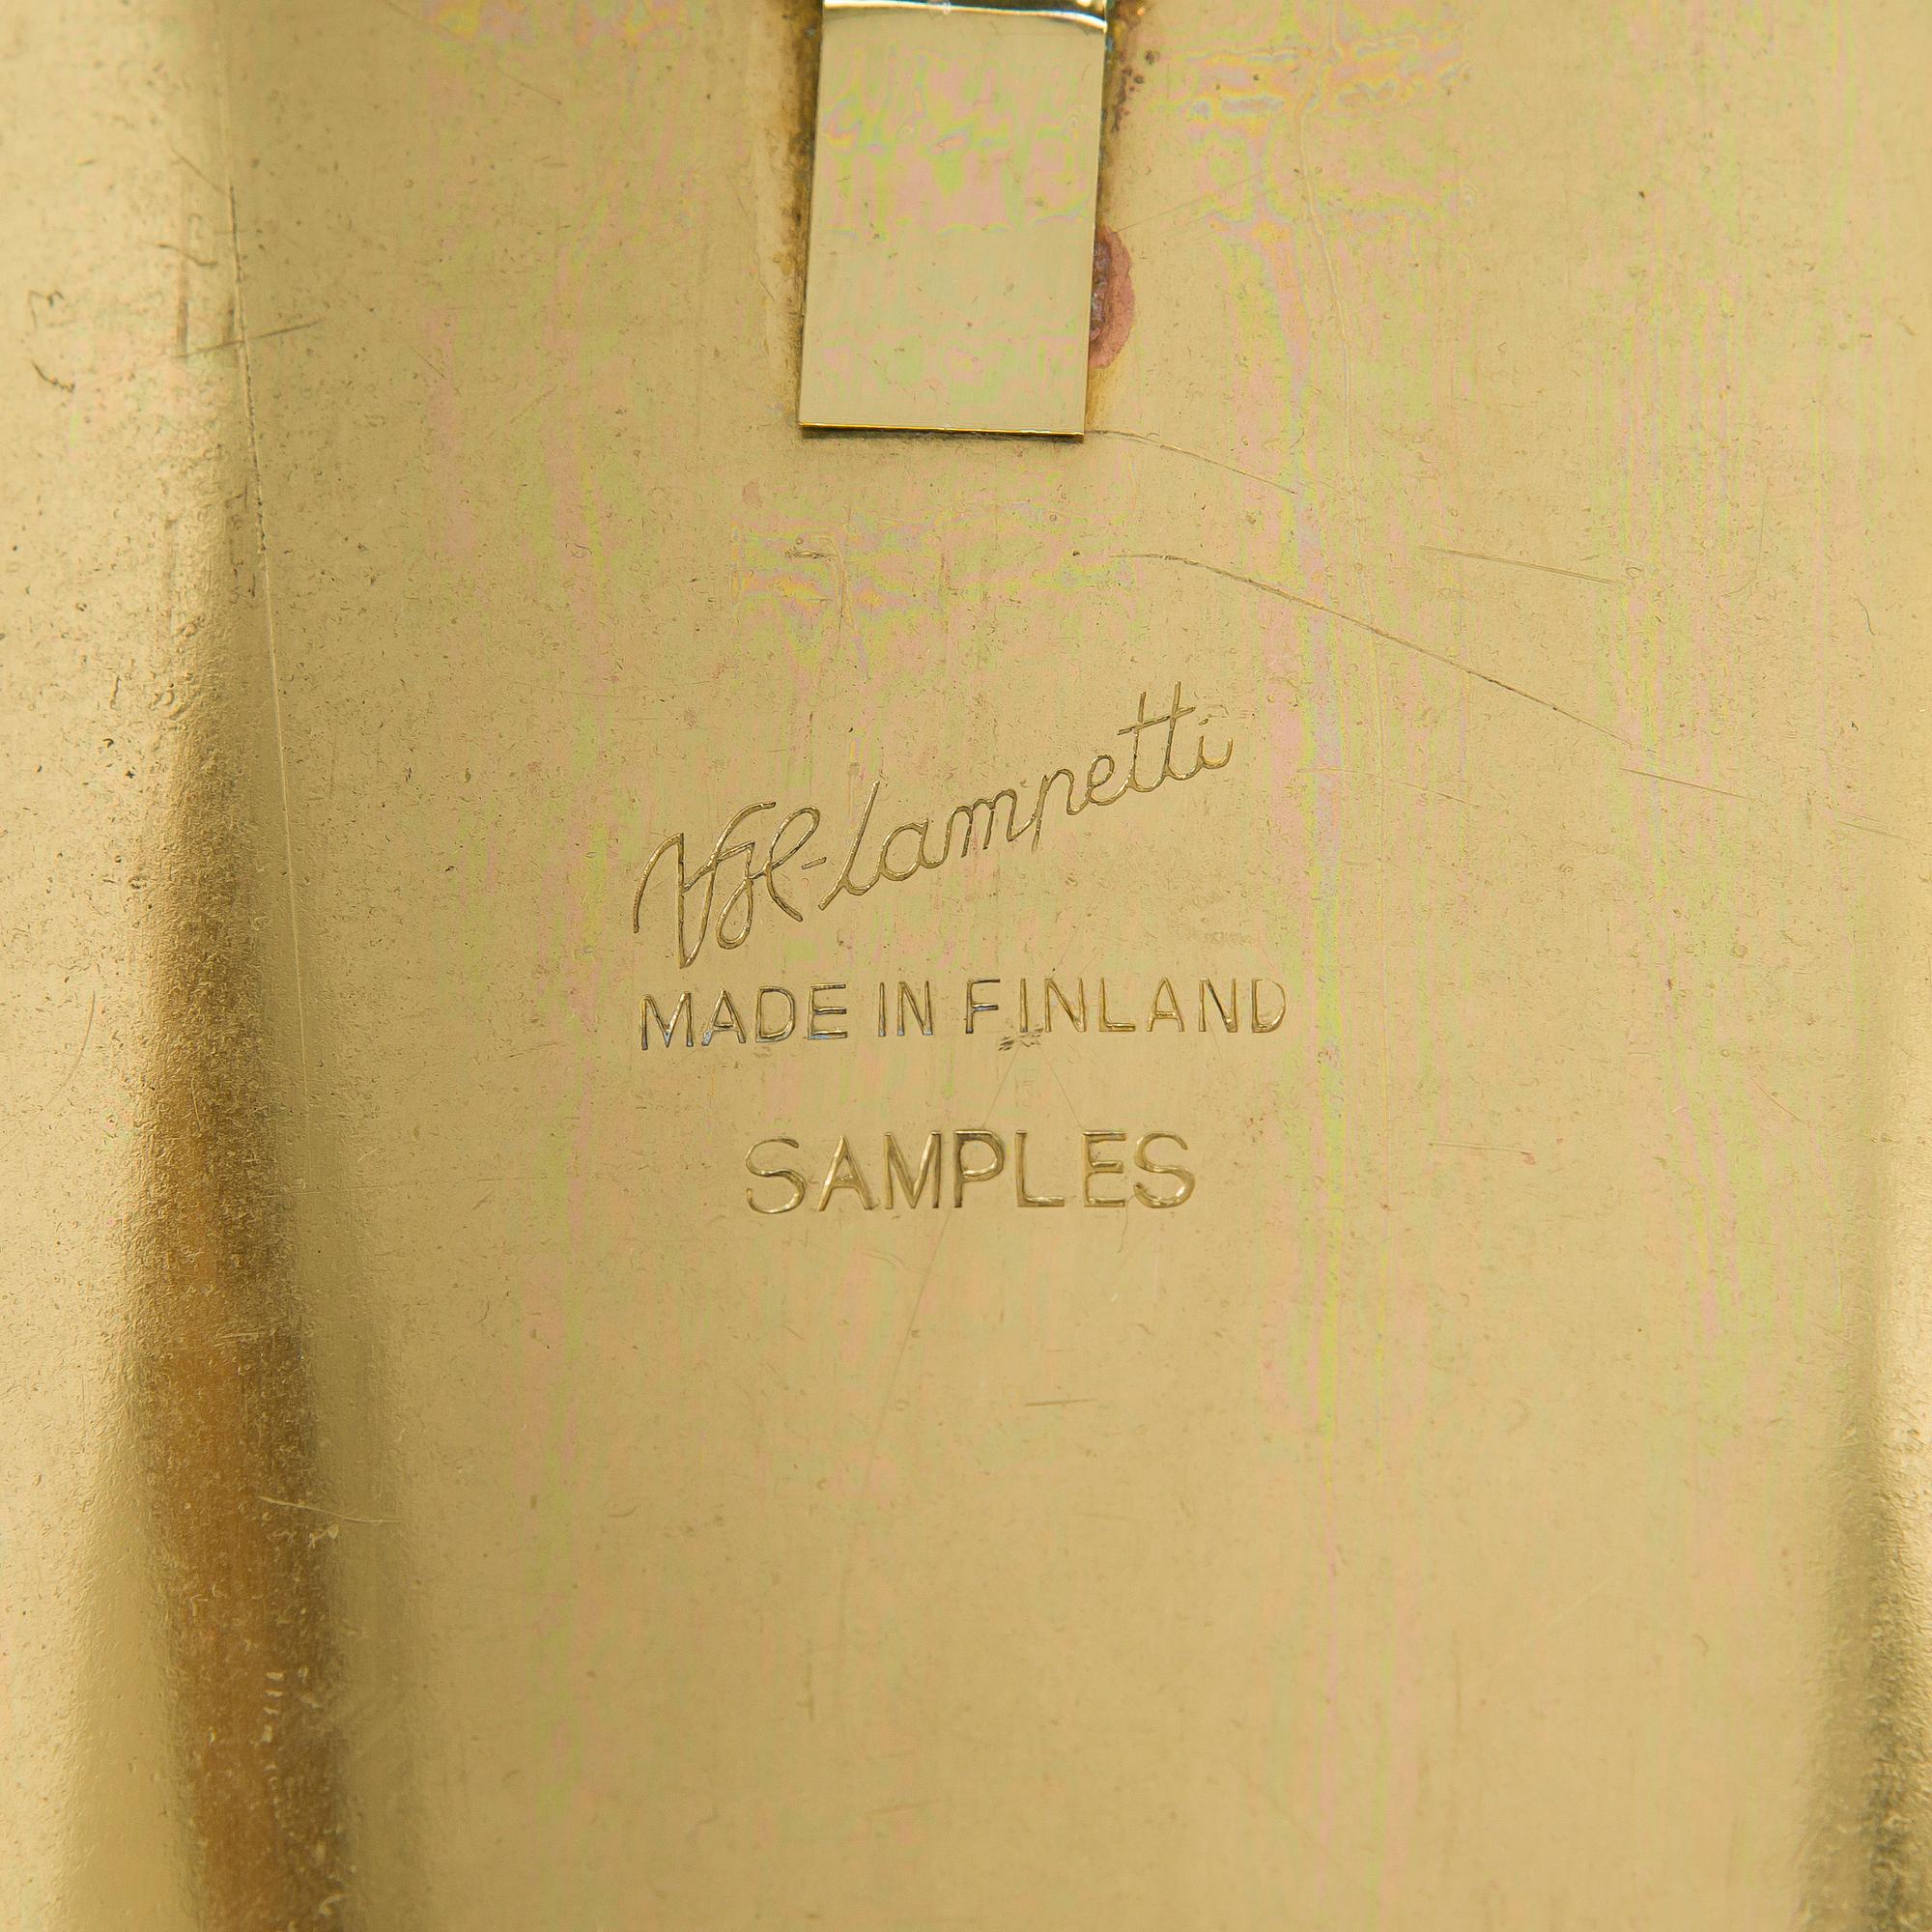 VH-Lampetti
MADE IN FINLAND
SAMPLES